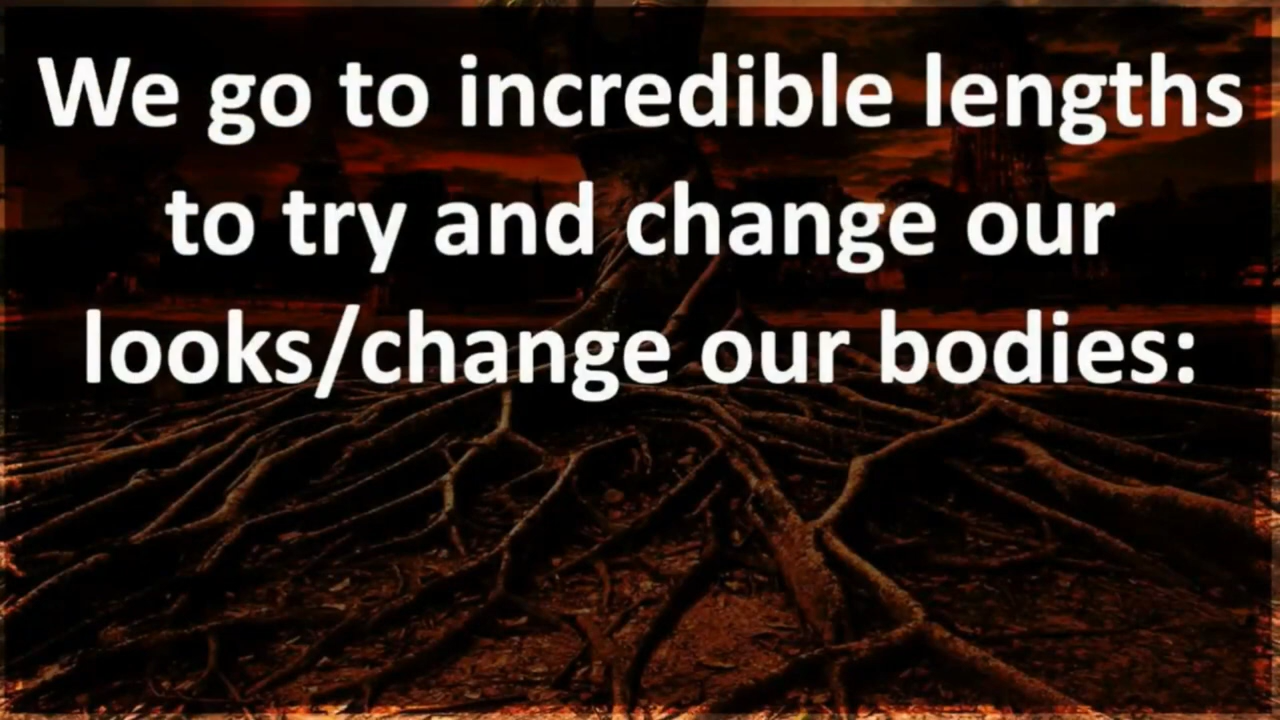 We go to incredible lengths
to try and change our
looks/change our bodies: